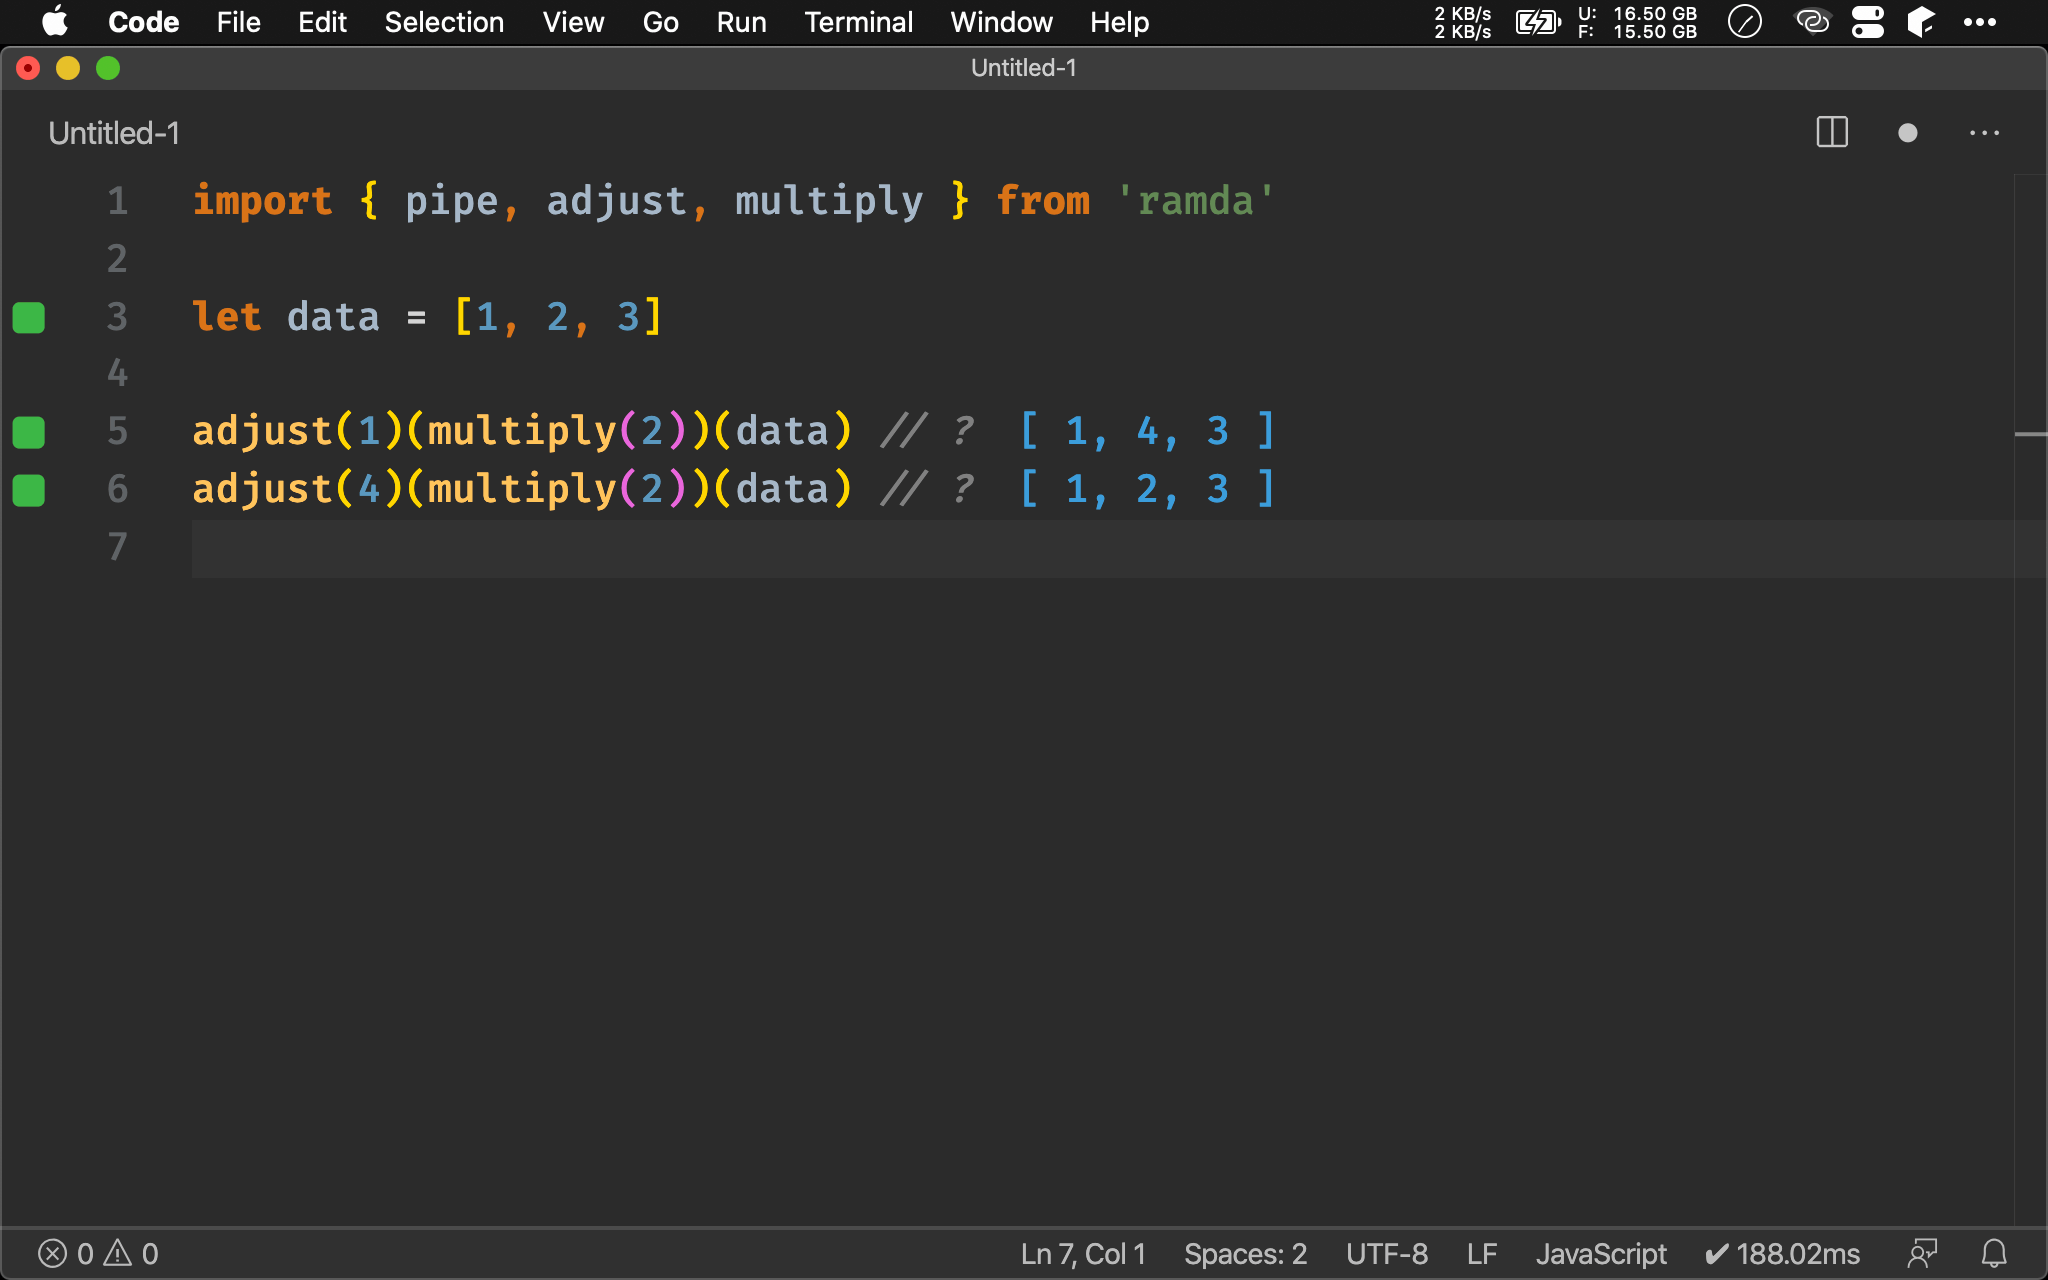 Code File Edit Selection View Go Run Terminal Window Help 2 KB/s 2 KB/s U: 16.50 GB F: 15.50 GB
Untitled-1
Untitled-1
1 import { pipe, adjust, multiply } from 'ramda'
2
3 let data = [1, 2, 3]
4
5 adjust(1)(multiply(2))(data) // ? [ 1, 4, 3 ]
6 adjust(4)(multiply(2))(data) // ? [ 1, 2, 3 ]
7
0 0 Ln 7, Col 1 Spaces: 2 UTF-8 LF JavaScript ✔ 188.02ms